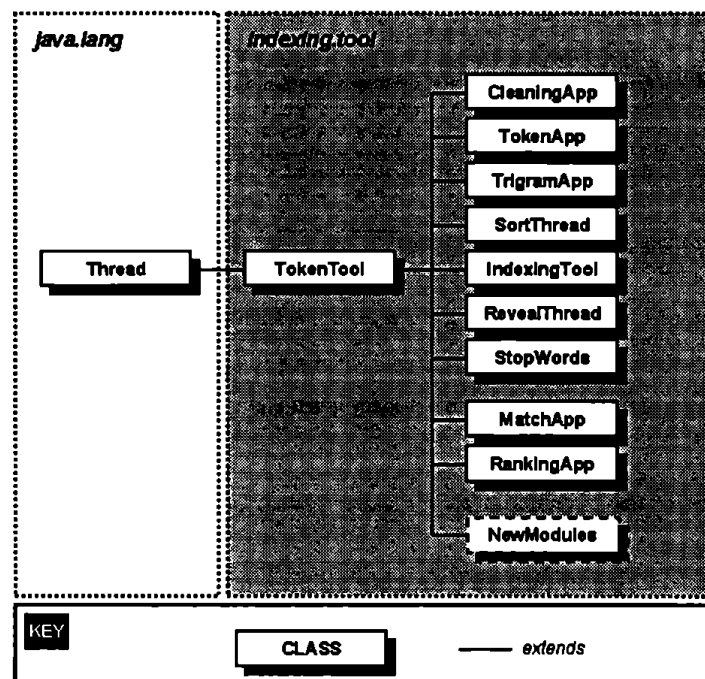 java.lang
indexing.tool
CleaningApp
TokenApp
TrigramApp
SortThread
Thread
TokenTool
IndexingTool
RevealThread
StopWords
MatchApp
RankingApp
NewModules
KEY
CLASS
extends